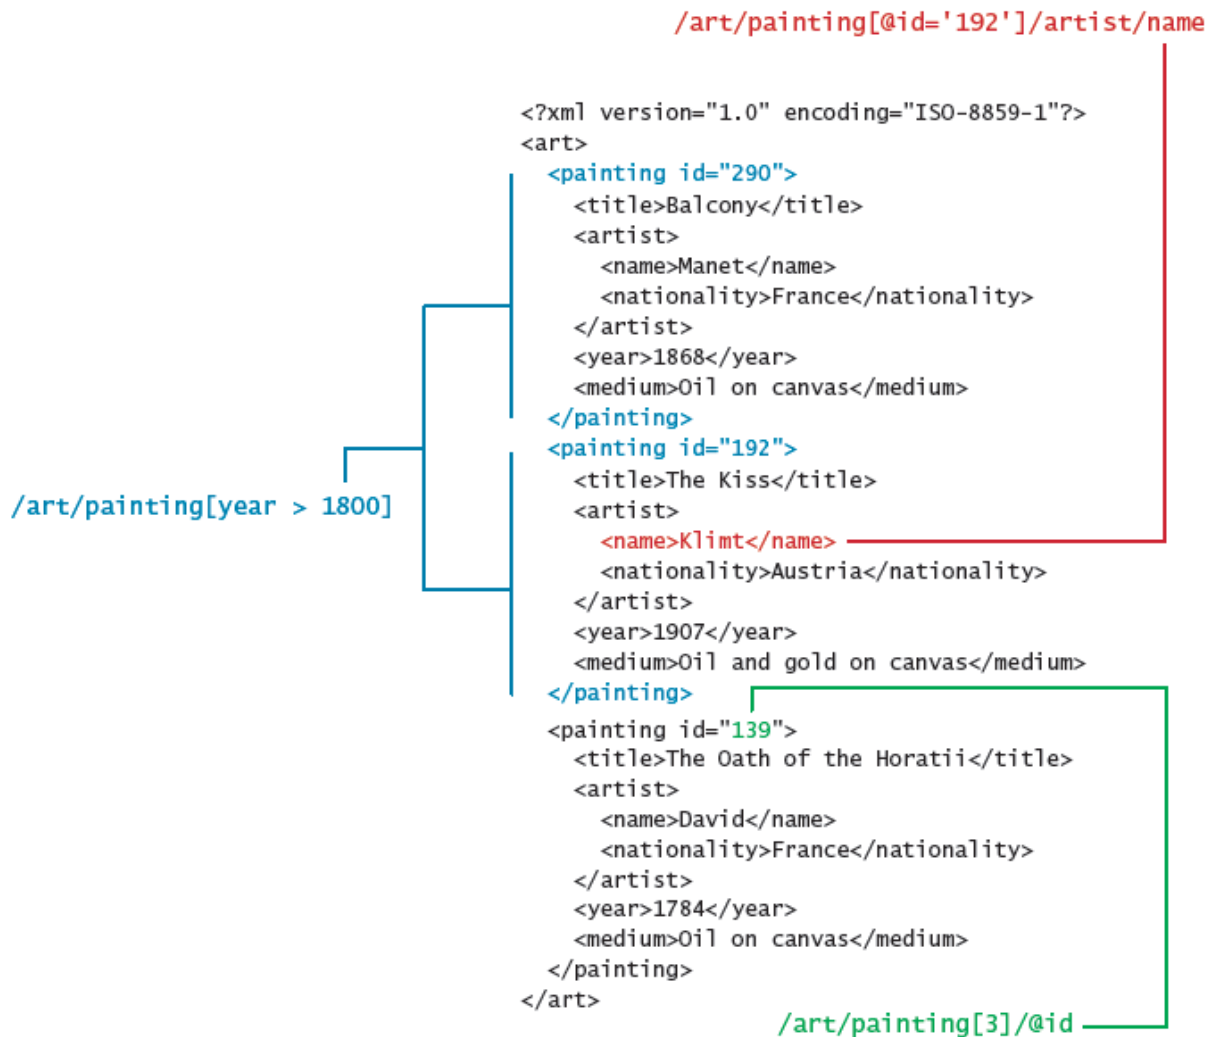 /art/painting[@id='192']/artist/name
<?xml version="1.0" encoding="ISO-8859-1"?>
<art>
  <painting id="290">
    <title>Balcony</title>
    <artist>
      <name>Manet</name>
      <nationality>France</nationality>
    </artist>
    <year>1868</year>
    <medium>Oil on canvas</medium>
  </painting>
  <painting id="192">
    <title>The Kiss</title>
/art/painting[year > 1800]
    <artist>
      <name>Klimt</name>
      <nationality>Austria</nationality>
    </artist>
    <year>1907</year>
    <medium>Oil and gold on canvas</medium>
  </painting>
  <painting id="139">
    <title>The Oath of the Horatii</title>
    <artist>
      <name>David</name>
      <nationality>France</nationality>
    </artist>
    <year>1784</year>
    <medium>Oil on canvas</medium>
  </painting>
</art>
/art/painting[3]/@id